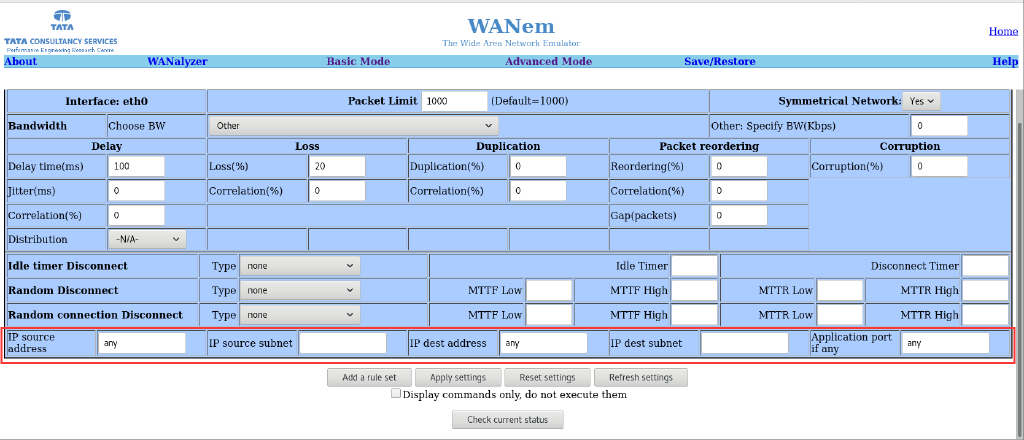 TATA
TATA CONSULTANCY SERVICES
Performance Engineering Research Centre
WANem
The Wide Area Network Emulator
Home
About WANalyzer Basic Mode Advanced Mode Save/Restore Help
Interface: eth0 Packet Limit 1000 (Default=1000) Symmetrical Network: Yes
Bandwidth Choose BW Other Other: Specify BW(Kbps) 0
Delay Loss Duplication Packet reordering Corruption
Delay time(ms) 100 Loss(%) 20 Duplication(%) 0 Reordering(%) 0 Corruption(%) 0
Jitter(ms) 0 Correlation(%) 0 Correlation(%) 0 Correlation(%) 0
Correlation(%) 0 Gap(packets) 0
Distribution -N/A-
Idle timer Disconnect Type none Idle Timer Disconnect Timer
Random Disconnect Type none MTTF Low MTTF High MTTR Low MTTR High
Random connection Disconnect Type none MTTF Low MTTF High MTTR Low MTTR High
IP source address any IP source subnet IP dest address any IP dest subnet Application port if any any
Add a rule set Apply settings Reset settings Refresh settings
Display commands only, do not execute them
Check current status